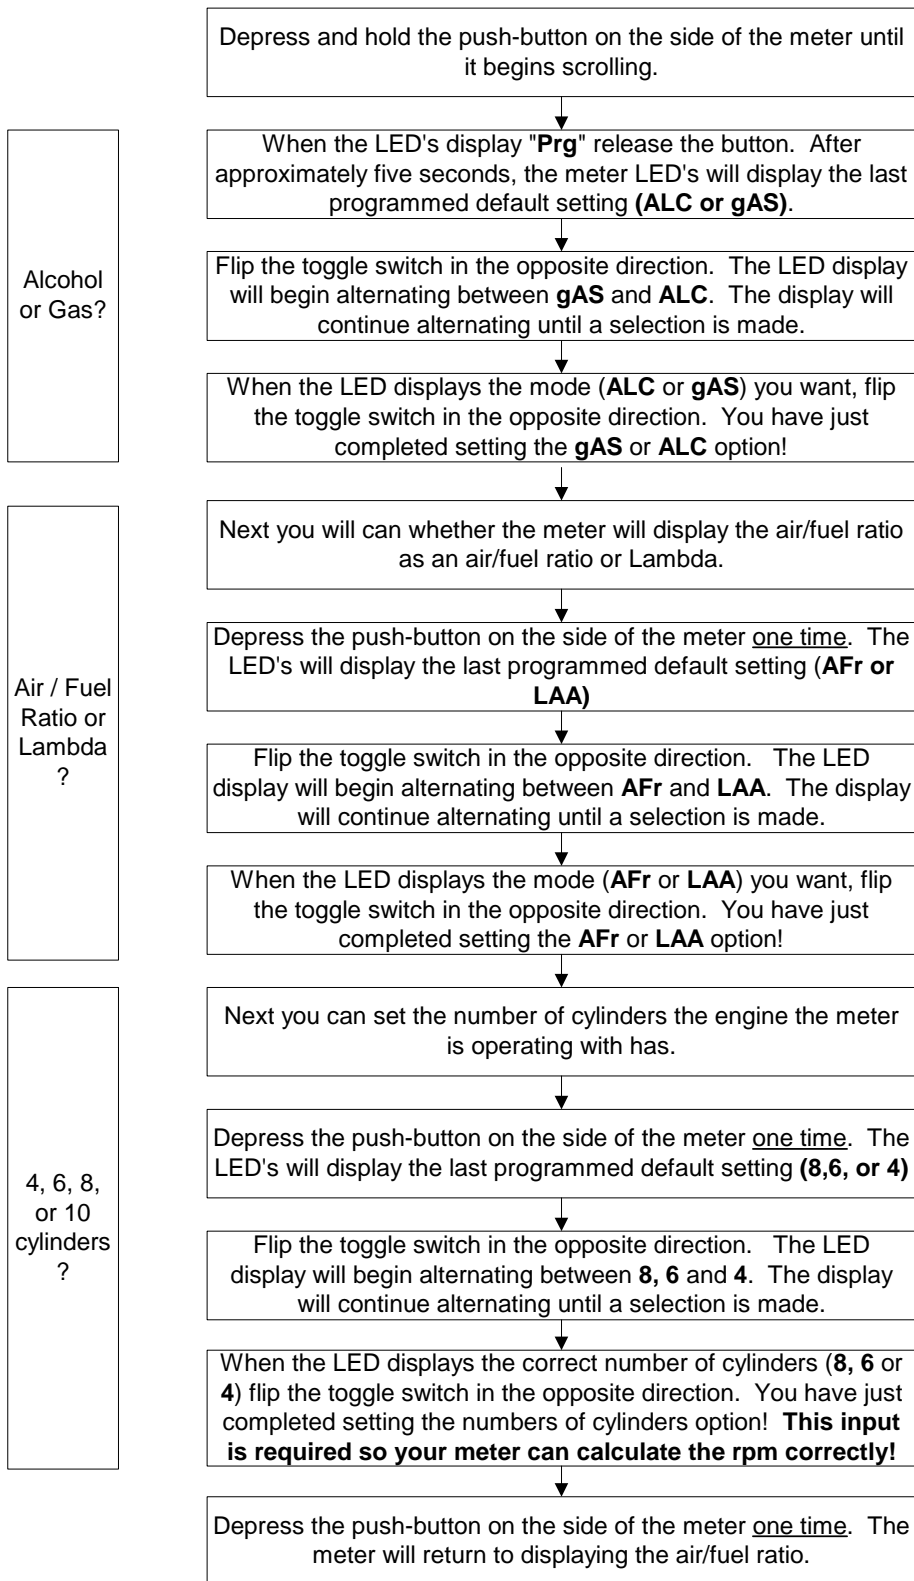 Depress and hold the push-button on the side of the meter until
it begins scrolling.
Alcohol
or Gas?
When the LED's display "Prg" release the button.  After
approximately five seconds, the meter LED's will display the last
programmed default setting (ALC or gAS).
Flip the toggle switch in the opposite direction.  The LED display
will begin alternating between gAS and ALC.  The display will
continue alternating until a selection is made.
When the LED displays the mode (ALC or gAS) you want, flip
the toggle switch in the opposite direction.  You have just
completed setting the gAS or ALC option!
Air / Fuel
Ratio or
Lambda
?
Next you will can whether the meter will display the air/fuel ratio
as an air/fuel ratio or Lambda.
Depress the push-button on the side of the meter one time.  The
LED's will display the last programmed default setting (AFr or
LAA)
Flip the toggle switch in the opposite direction.   The LED
display will begin alternating between AFr and LAA.  The display
will continue alternating until a selection is made.
When the LED displays the mode (AFr or LAA) you want, flip
the toggle switch in the opposite direction.  You have just
completed setting the AFr or LAA option!
4, 6, 8,
or 10
cylinders
?
Next you can set the number of cylinders the engine the meter
is operating with has.
Depress the push-button on the side of the meter one time.  The
LED's will display the last programmed default setting (8,6, or 4)
Flip the toggle switch in the opposite direction.   The LED
display will begin alternating between 8, 6 and 4.  The display
will continue alternating until a selection is made.
When the LED displays the correct number of cylinders (8, 6 or
4) flip the toggle switch in the opposite direction.  You have just
completed setting the numbers of cylinders option!  This input
is required so your meter can calculate the rpm correctly!
Depress the push-button on the side of the meter one time.  The
meter will return to displaying the air/fuel ratio.